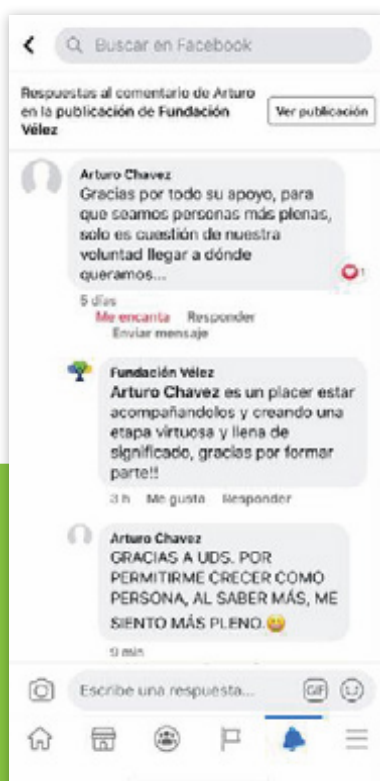 Buscar en Facebook
Respuestas al comentario de Arturo
en la publicación de Fundación
Vélez
Ver publicación
Arturo Chavez
Gracias por todo su apoyo, para
que seamos personas más plenas,
solo es cuestión de nuestra
voluntad llegar a dónde
queramos...
1
5 días
Me encanta Responder
Enviar mensaje
Fundación Vélez
Arturo Chavez es un placer estar
acompañandolos y creando una
etapa virtuosa y llena de
significado, gracias por formar
parte!!
3 h Me gusta Responder
Arturo Chavez
GRACIAS A UDS. POR
PERMITIRME CRECER COMO
PERSONA, AL SABER MÁS, ME
SIENTO MÁS PLENO.😀
9 min
Escribe una respuesta...
GIF